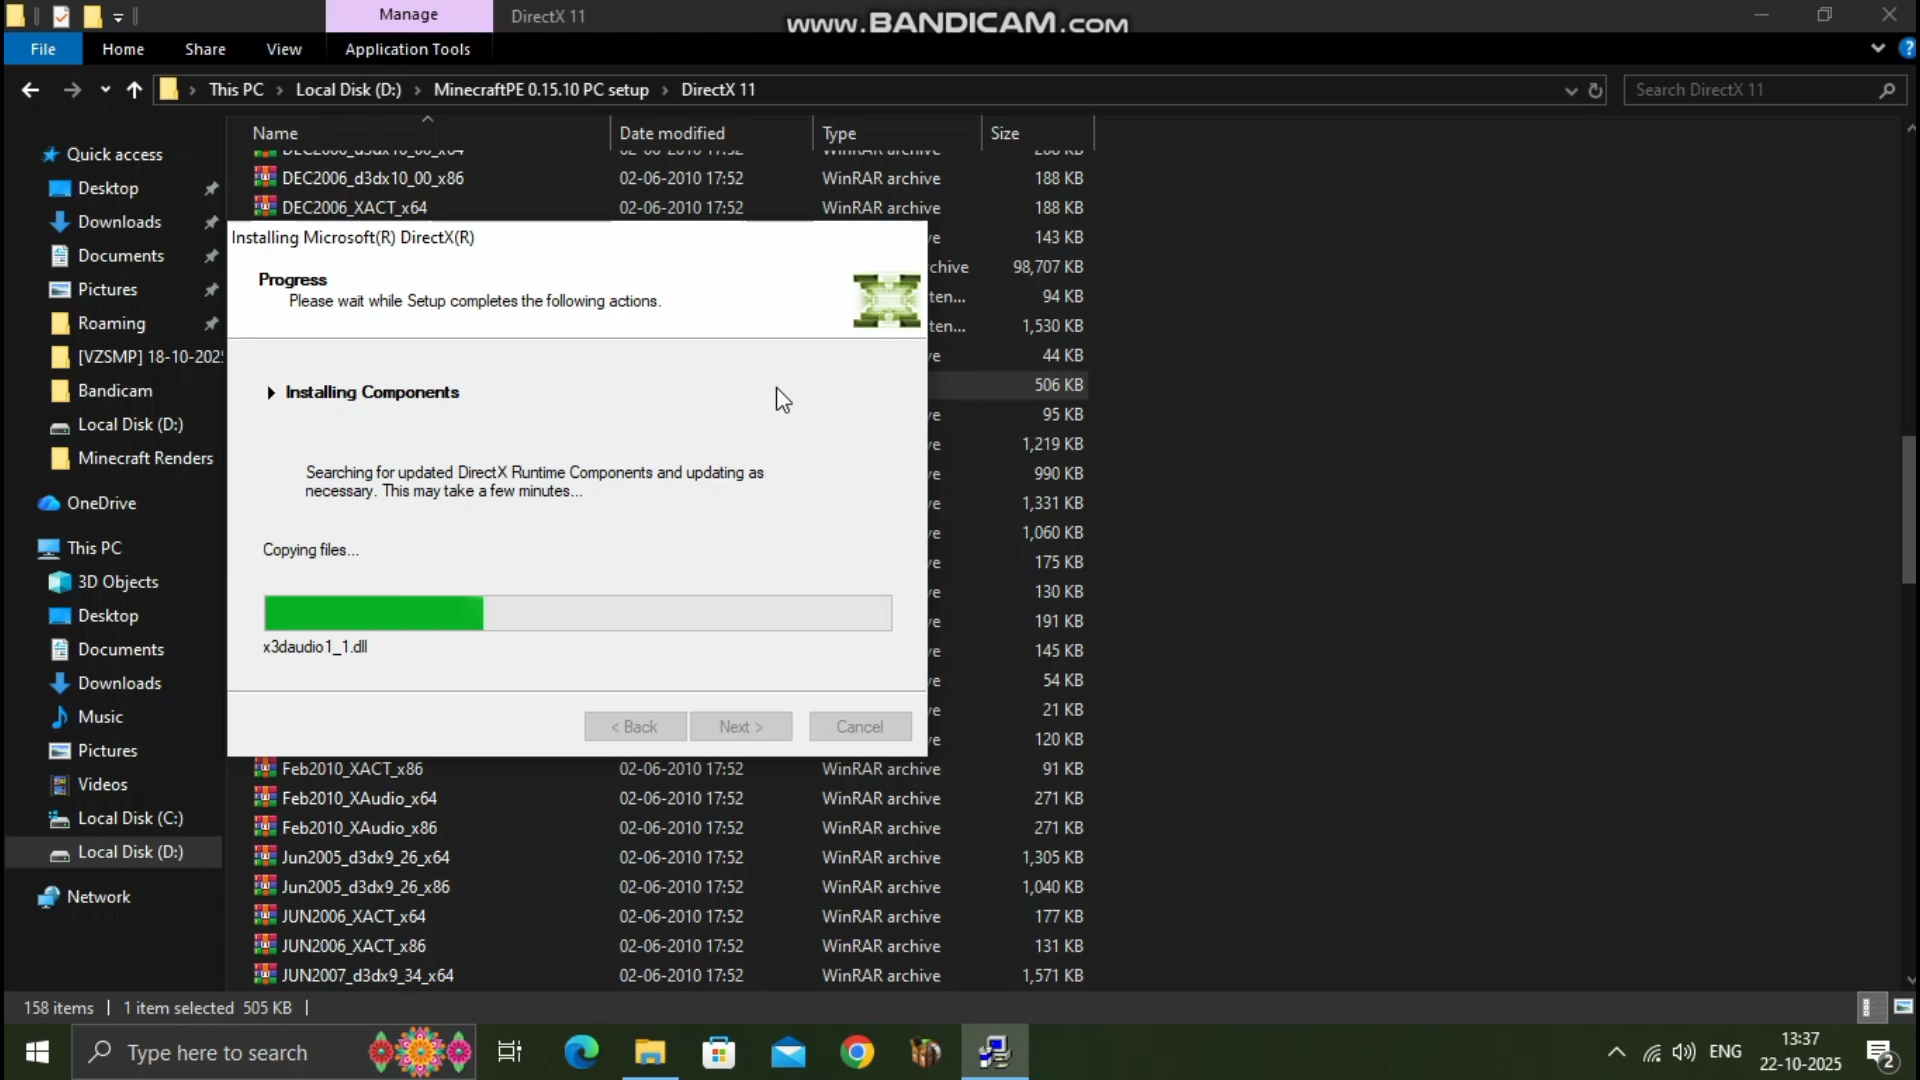 Manage
DirectX 11
www.BANDICAM.com
File
Home
Share
View
Application Tools
This PC > Local Disk (D:) > MinecraftPE 0.15.10 PC setup > DirectX 11
Search DirectX 11
Name
Date modified
Type
Size
DEC2006_d3dx10_00_x86 02-06-2010 17:52 WinRAR archive 188 KB
DEC2006_XACT_x64 02-06-2010 17:52 WinRAR archive 188 KB
143 KB
chive 98,707 KB
ten... 94 KB
ten... 1,530 KB
44 KB
506 KB
95 KB
1,219 KB
990 KB
1,331 KB
1,060 KB
175 KB
130 KB
191 KB
145 KB
54 KB
21 KB
120 KB
Feb2010_XACT_x86 02-06-2010 17:52 WinRAR archive 91 KB
Feb2010_XAudio_x64 02-06-2010 17:52 WinRAR archive 271 KB
Feb2010_XAudio_x86 02-06-2010 17:52 WinRAR archive 271 KB
Jun2005_d3dx9_26_x64 02-06-2010 17:52 WinRAR archive 1,305 KB
Jun2005_d3dx9_26_x86 02-06-2010 17:52 WinRAR archive 1,040 KB
JUN2006_XACT_x64 02-06-2010 17:52 WinRAR archive 177 KB
JUN2006_XACT_x86 02-06-2010 17:52 WinRAR archive 131 KB
JUN2007_d3dx9_34_x64 02-06-2010 17:52 WinRAR archive 1,571 KB
Quick access
Desktop
Downloads
Documents
Pictures
Roaming
[VZSMP] 18-10-202
Bandicam
Local Disk (D:)
Minecraft Renders
OneDrive
This PC
3D Objects
Desktop
Documents
Downloads
Music
Pictures
Videos
Local Disk (C:)
Local Disk (D:)
Network
Installing Microsoft(R) DirectX(R)
Progress
Please wait while Setup completes the following actions.
Installing Components
Searching for updated DirectX Runtime Components and updating as
necessary. This may take a few minutes...
Copying files...
x3daudio1_1.dll
< Back
Next >
Cancel
158 items
1 item selected 505 KB
Type here to search
ENG
13:37
22-10-2025
2